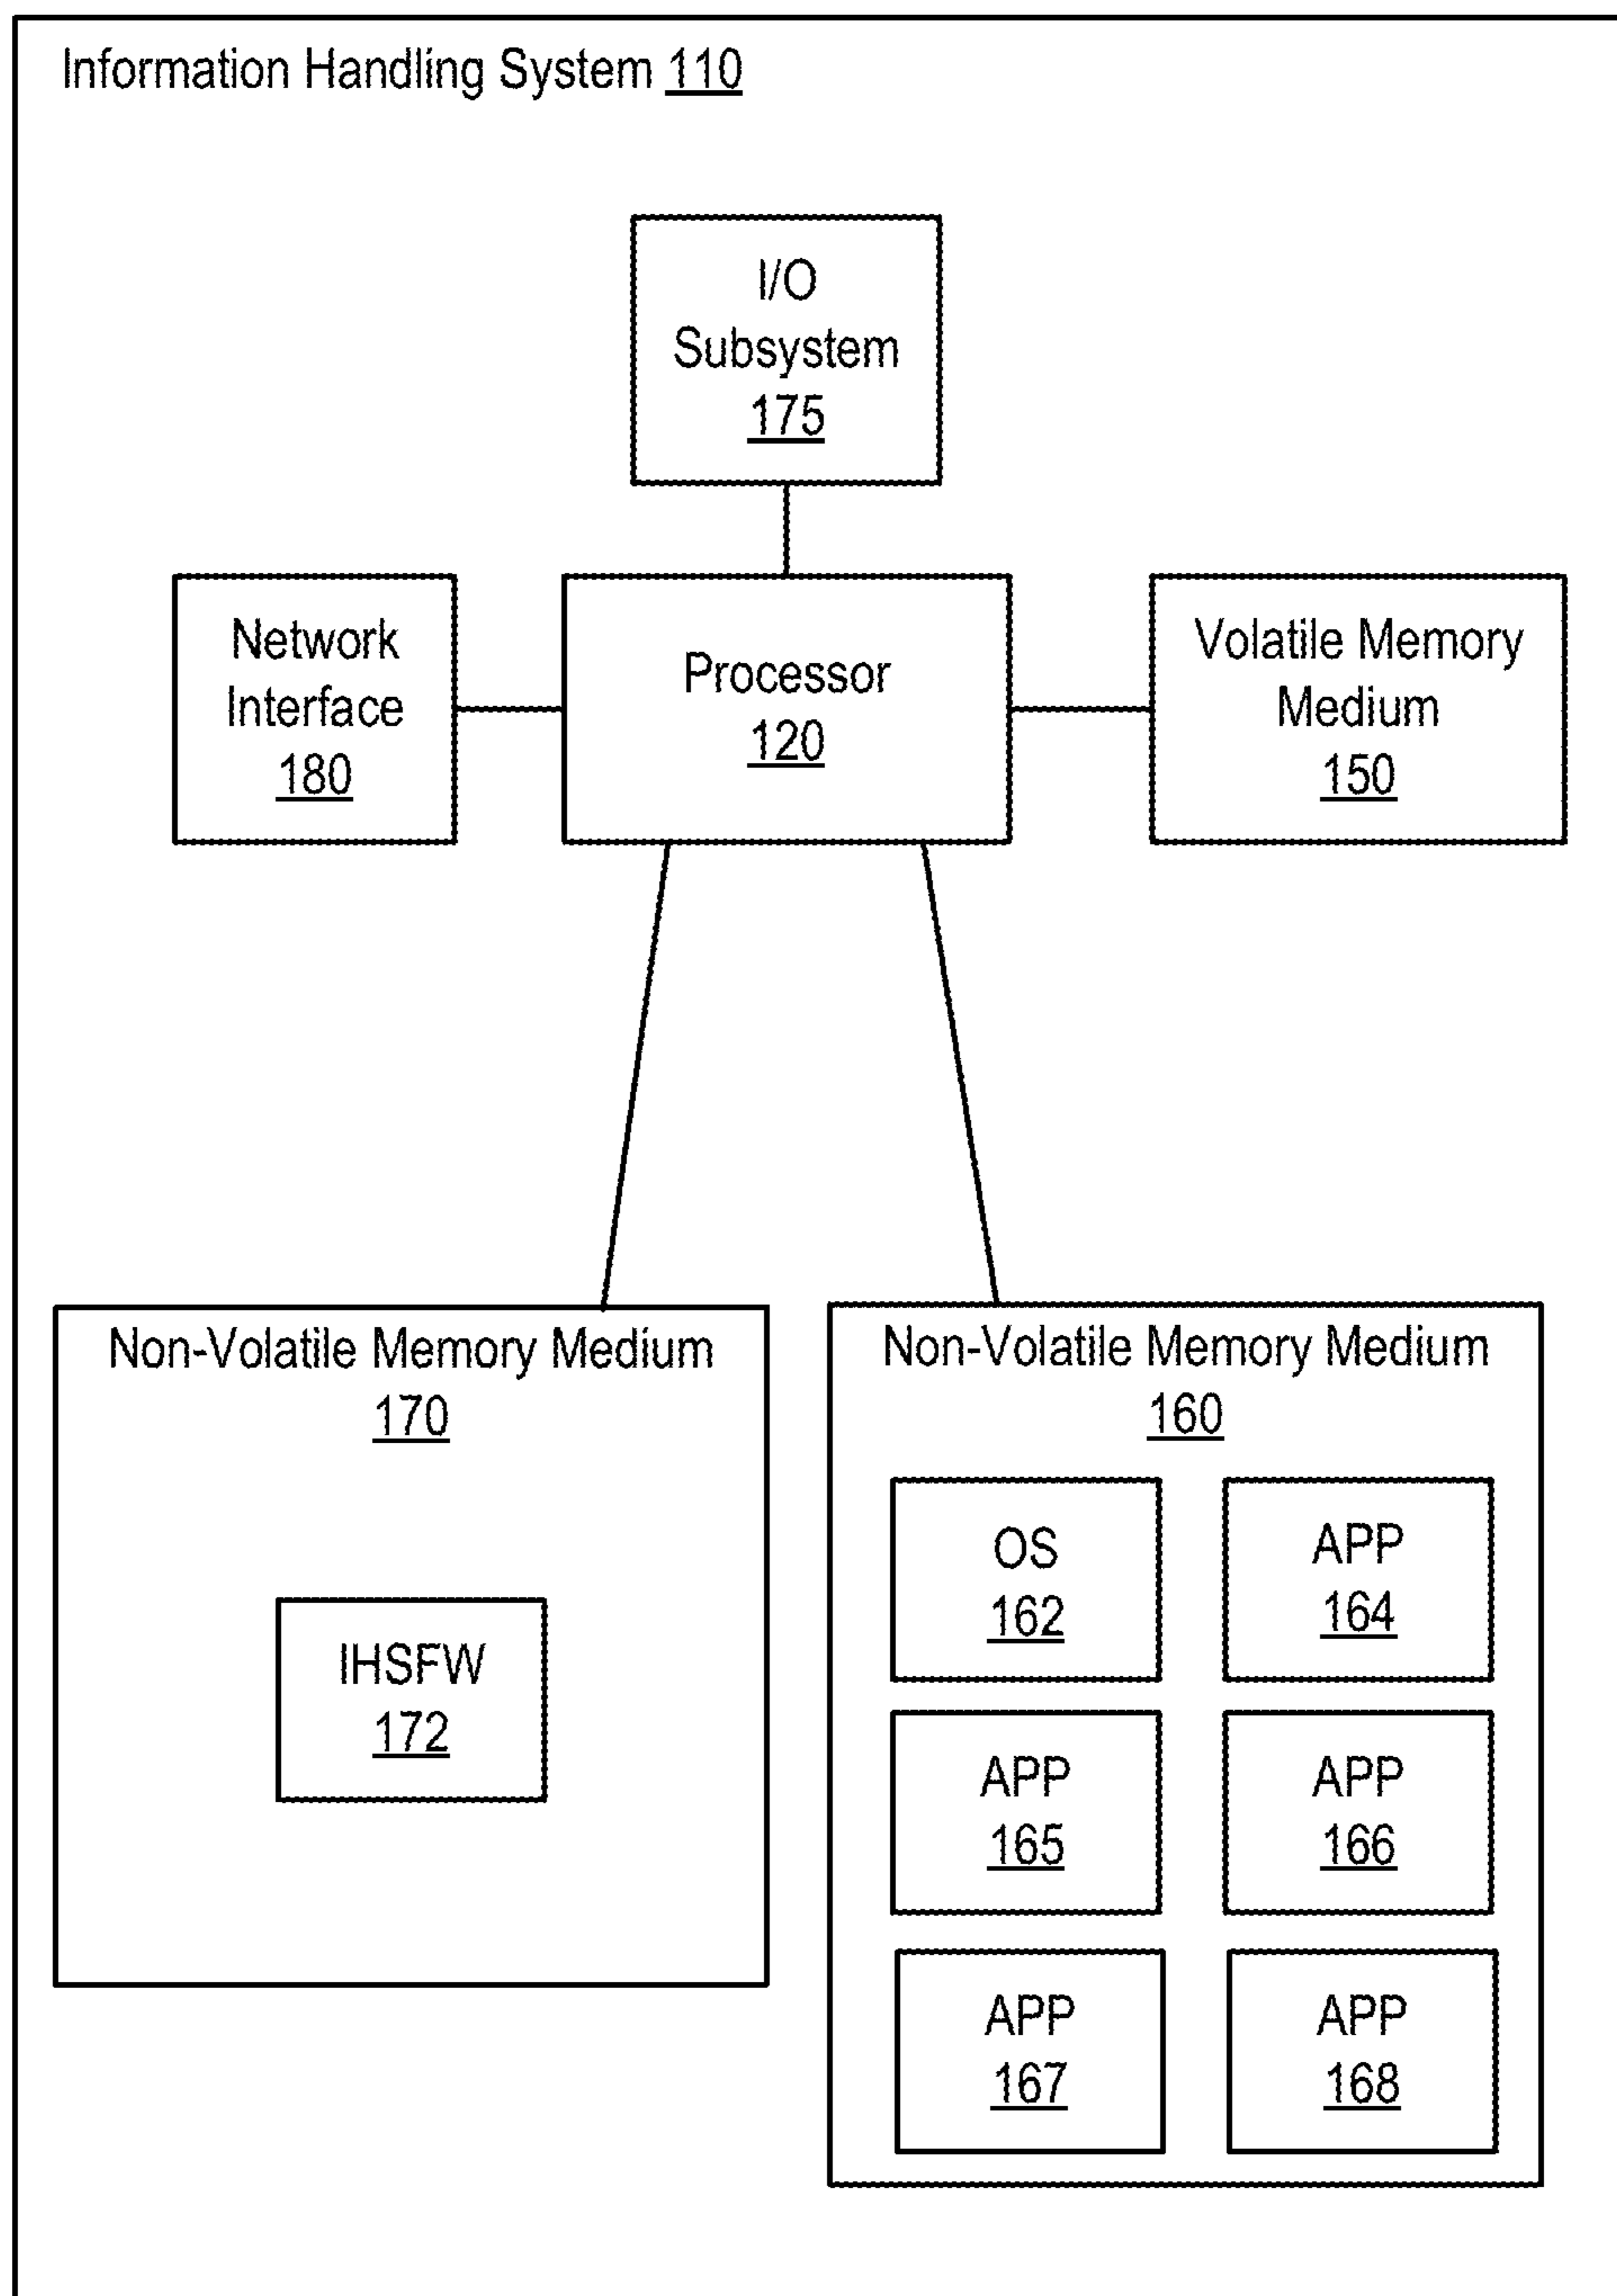 Information Handling System 110
I/O
Subsystem
175
Network
Interface
180
Processor
120
Volatile Memory
Medium
150
Non-Volatile Memory Medium
170
IHSFW
172
Non-Volatile Memory Medium
160
OS
162
APP
164
APP
165
APP
166
APP
167
APP
168